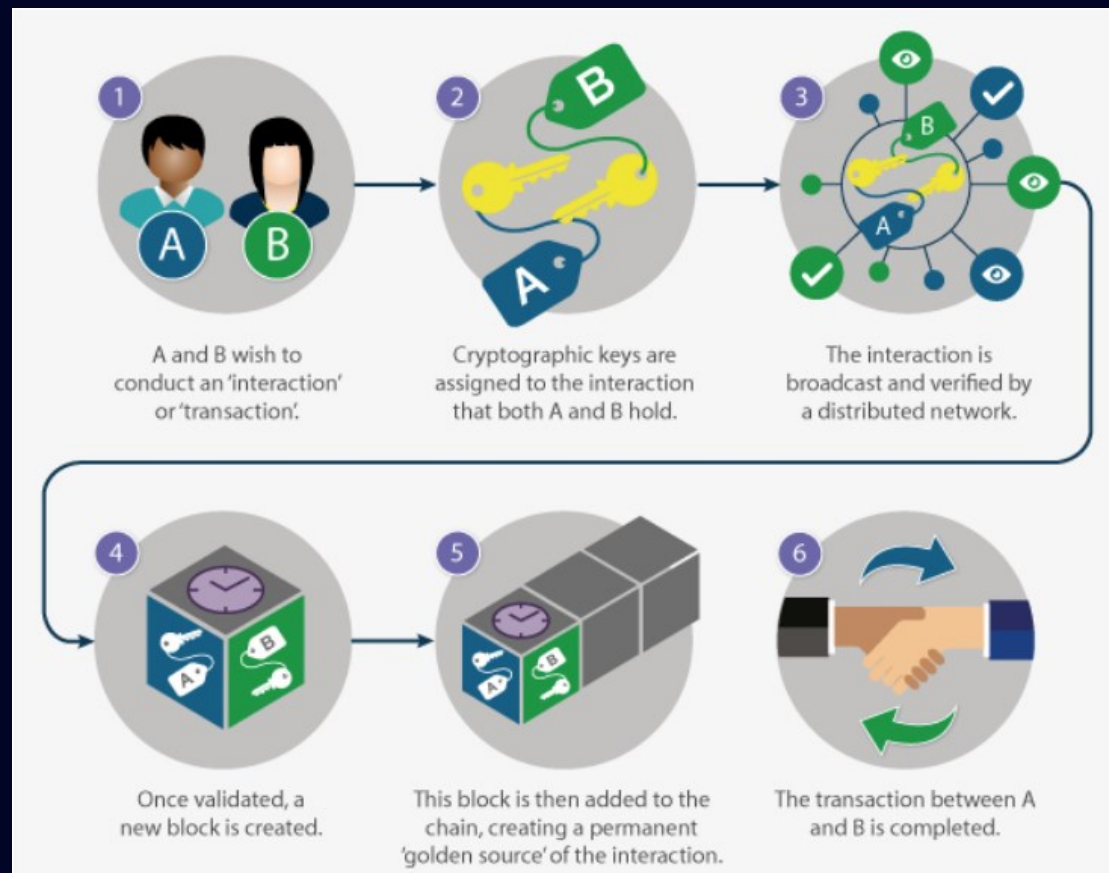 1
A B
A and B wish to
conduct an 'interaction'
or 'transaction'.
2
B
A
Cryptographic keys are
assigned to the interaction
that both A and B hold.
3
B
A
The interaction is
broadcast and verified by
a distributed network.
4
A B
Once validated, a
new block is created.
5
A B
This block is then added to the
chain, creating a permanent
'golden source' of the interaction.
6
The transaction between A
and B is completed.